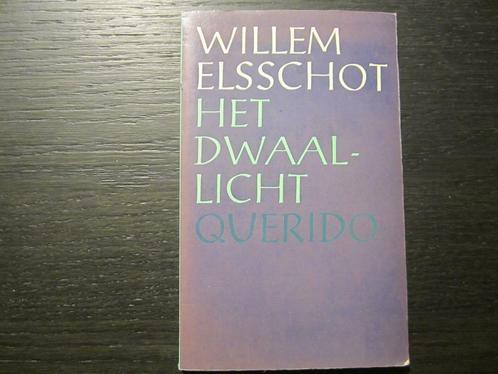 WILLEM
ELSSCHOT
HET
DWAAL-
LICHT
QUERIDO